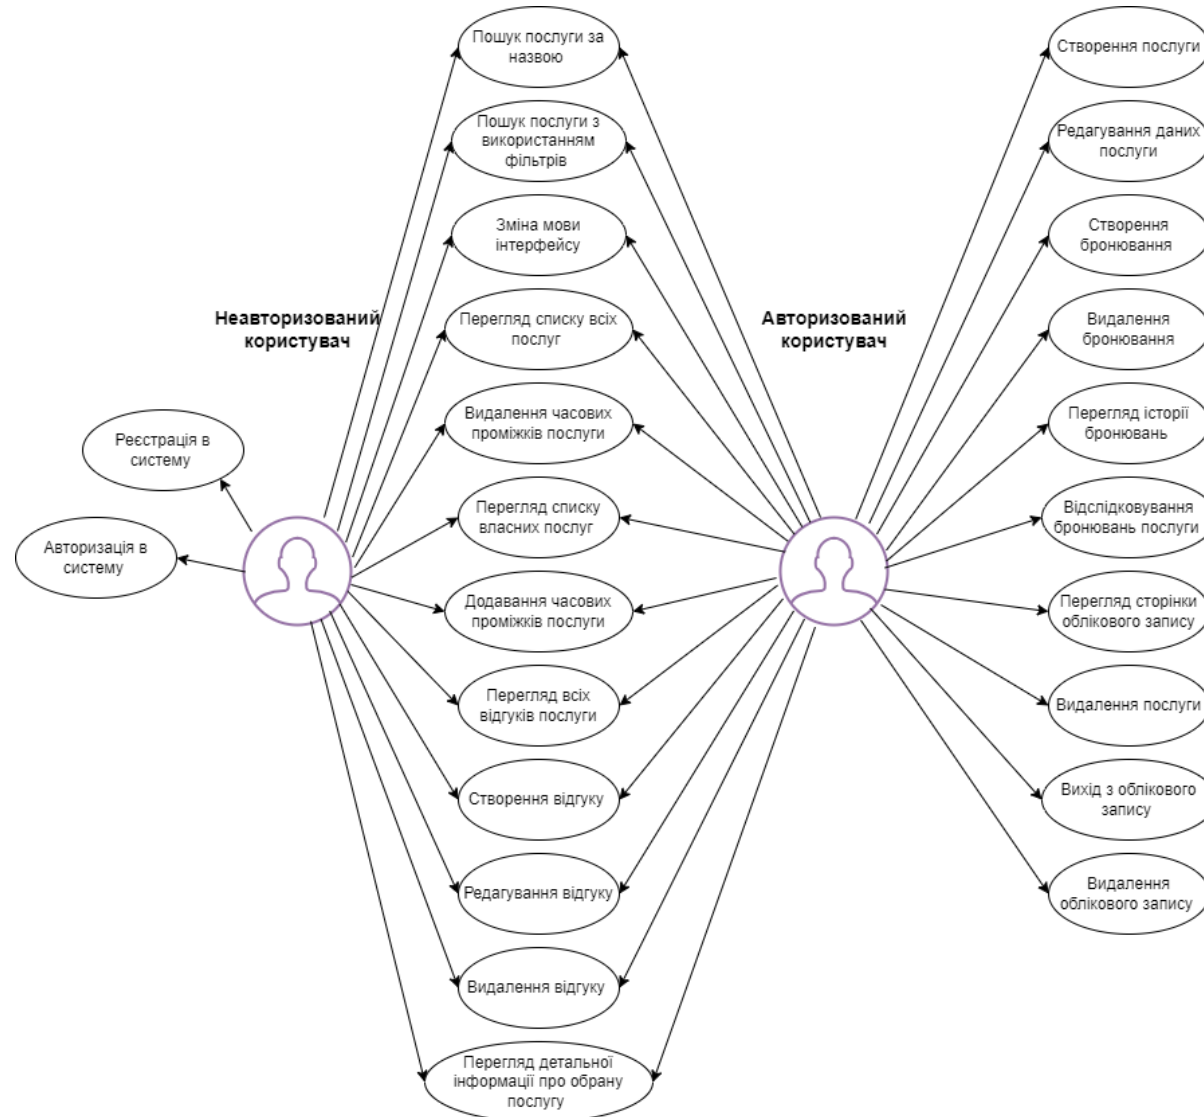 Пошук послуги за
назвою
Пошук послуги з
використанням
фільтрів
Зміна мови
інтерфейсу
Неавторизований
користувач
Перегляд списку всіх
послуг
Видалення часових
проміжків послуги
Реєстрація в
систему
Авторизація в
систему
Перегляд списку
власних послуг
Додавання часових
проміжків послуги
Перегляд всіх
відгуків послуги
Створення відгуку
Редагування відгуку
Видалення відгуку
Перегляд детальної
інформації про обрану
послугу
Авторизований
користувач
Створення послуги
Редагування даних
послуги
Створення
бронювання
Видалення
бронювання
Перегляд історії
бронювань
Відслідковування
бронювань послуги
Перегляд сторінки
облікового запису
Видалення послуги
Вихід з облікового
запису
Видалення
облікового запису